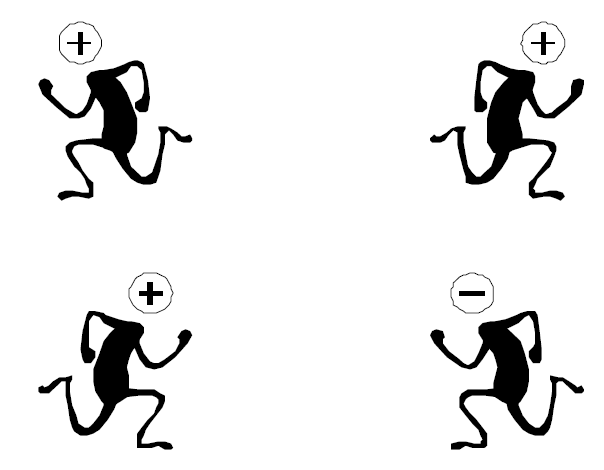 + +
+ −